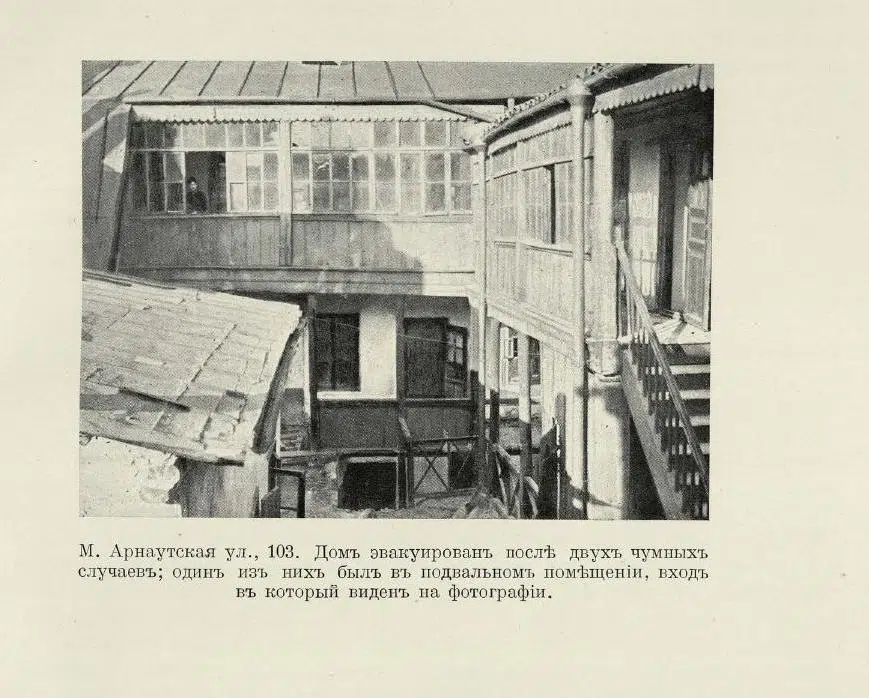 М. Арнаутская ул., 103. Домъ эвакуированъ послѣ двухъ чумныхъ
случаевъ; одинъ изъ нихъ былъ въ подвальномъ помѣщеніи, входъ
въ который виденъ на фотографіи.